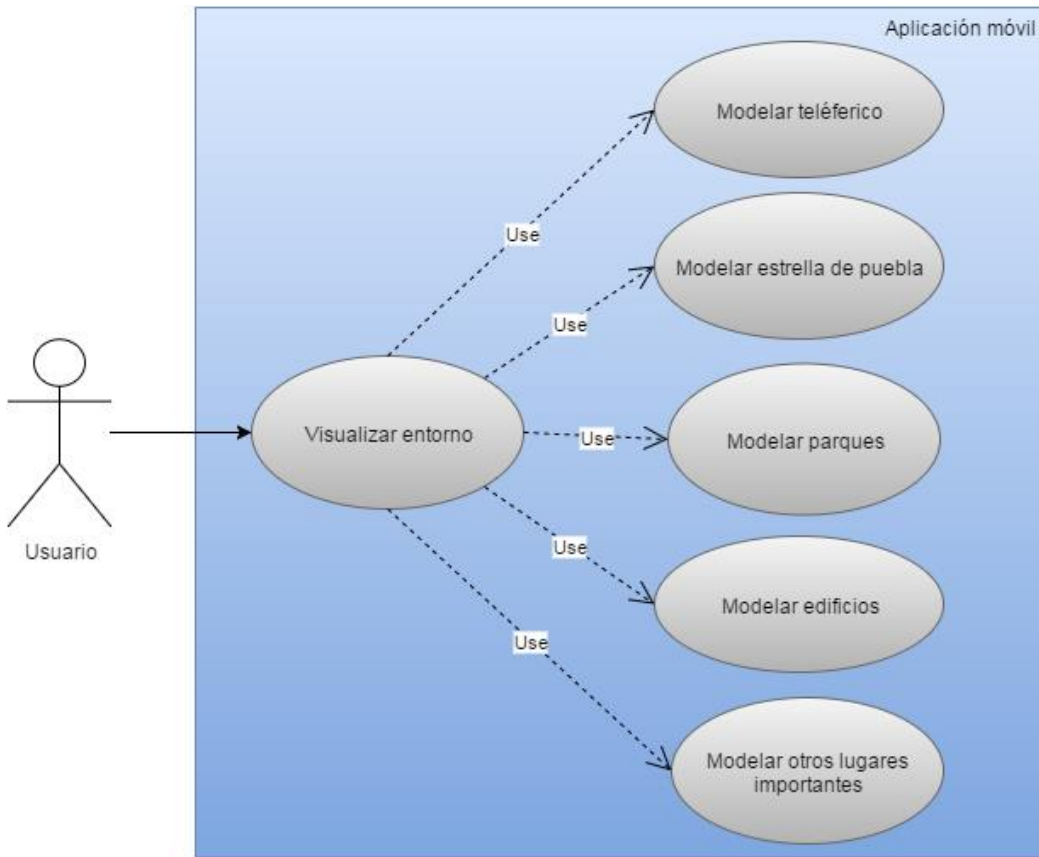 Aplicación móvil
Modelar teléferico
Use
Modelar estrella de puebla
Use
Visualizar entorno
Use
Modelar parques
Use
Modelar edificios
Usuario
Use
Modelar otros lugares
importantes